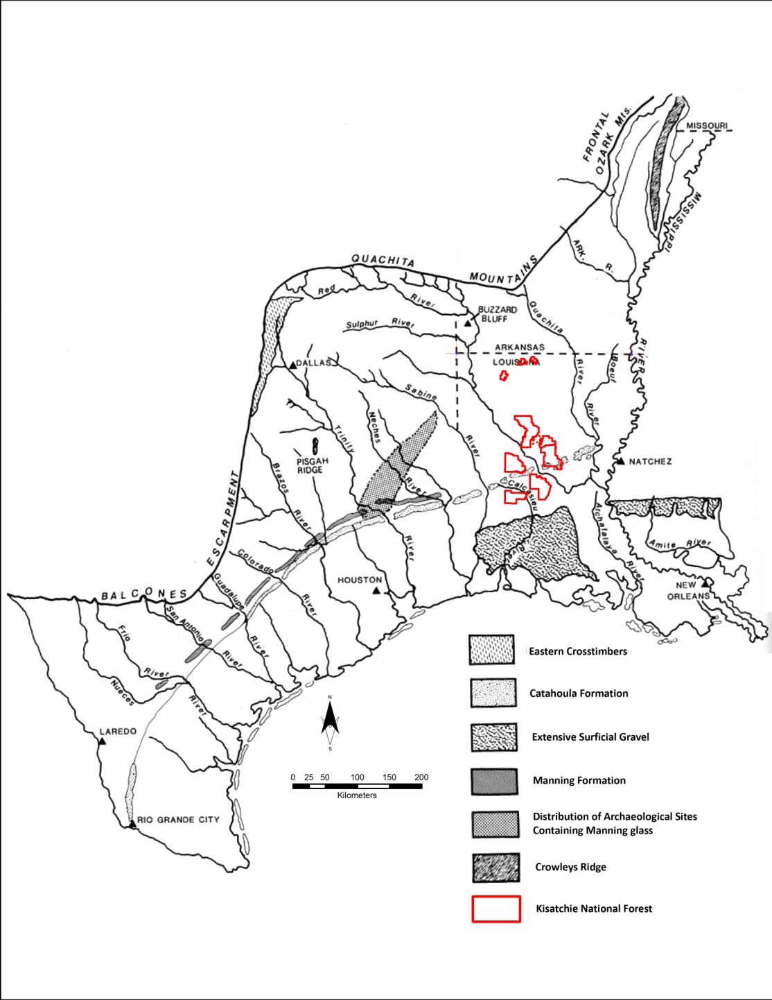 FRONTAL
OZARK Mts.
MISSOURI
MISSISSIPPI
RIVER
ARK. R.
OUACHITA MOUNTAINS
Red River
BUZZARD
BLUFF
Ouachita River
Sulphur River
ARKANSAS
LOUISIANA
Boeuf River
DALLAS
Sabine River
Neches River
Trinity River
PISGAH
RIDGE
Brazos River
NATCHEZ
Calcasieu River
Atchafalaya River
Amite River
NEW
ORLEANS
BALCONES ESCARPMENT
Colorado River
HOUSTON
Guadalupe River
San Antonio River
Frio River
Nueces River
LAREDO
RIO GRANDE CITY
N
S
0 25 50 100 150 200
Kilometers
Eastern Crosstimbers
Catahoula Formation
Extensive Surficial Gravel
Manning Formation
Distribution of Archaeological Sites
Containing Manning glass
Crowleys Ridge
Kisatchie National Forest